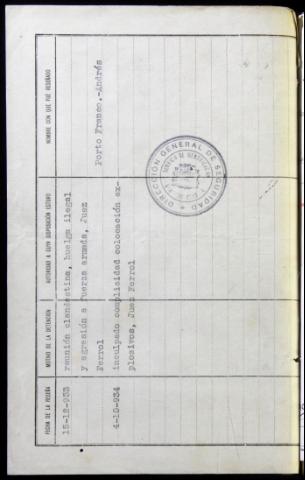 FECHA DE LA RESEÑA
MOTIVO DE LA DETENCIÓN
AUTORIDAD A CUYA DISPOSICIÓN ESTUVO
NOMBRE CON QUE FUÉ RESEÑADO
15-12-933
reunión clandestina, huelga ilegal
y agresión a fuerza armada, Juez
Ferrol
Porto Franco.-Andrés
4-10-934
inculpado complicidad colocación ex-
plosivos, Juez Ferrol
DIRECCIÓN GENERAL DE SEGURIDAD